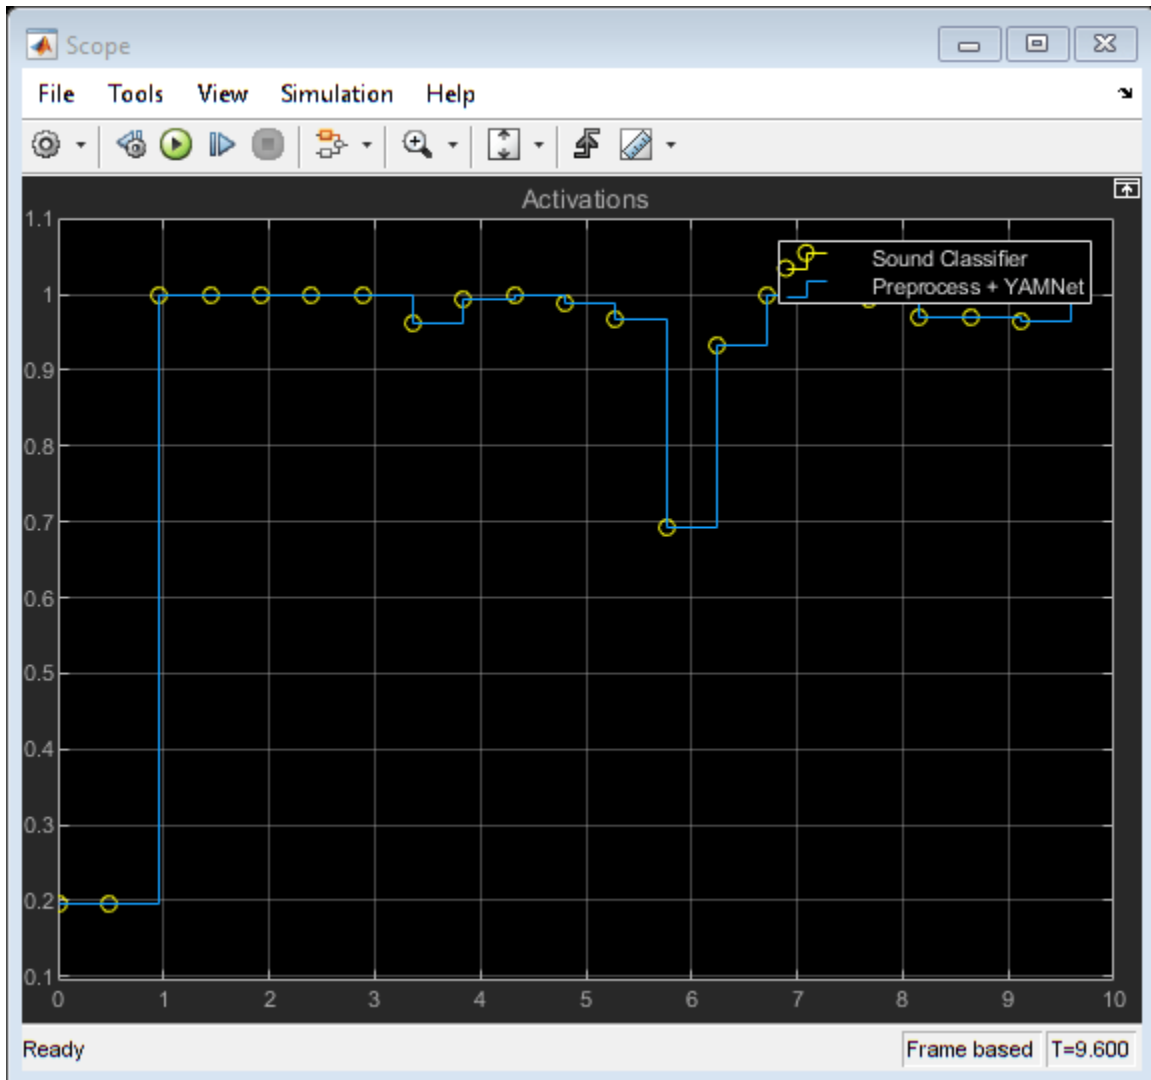 Scope
File Tools View Simulation Help
Activations
1.1
1
0.9
0.8
0.7
0.6
0.5
0.4
0.3
0.2
0.1
Sound Classifier
Preprocess + YAMNet
0 1 2 3 4 5 6 7 8 9 10
Ready Frame based T=9.600